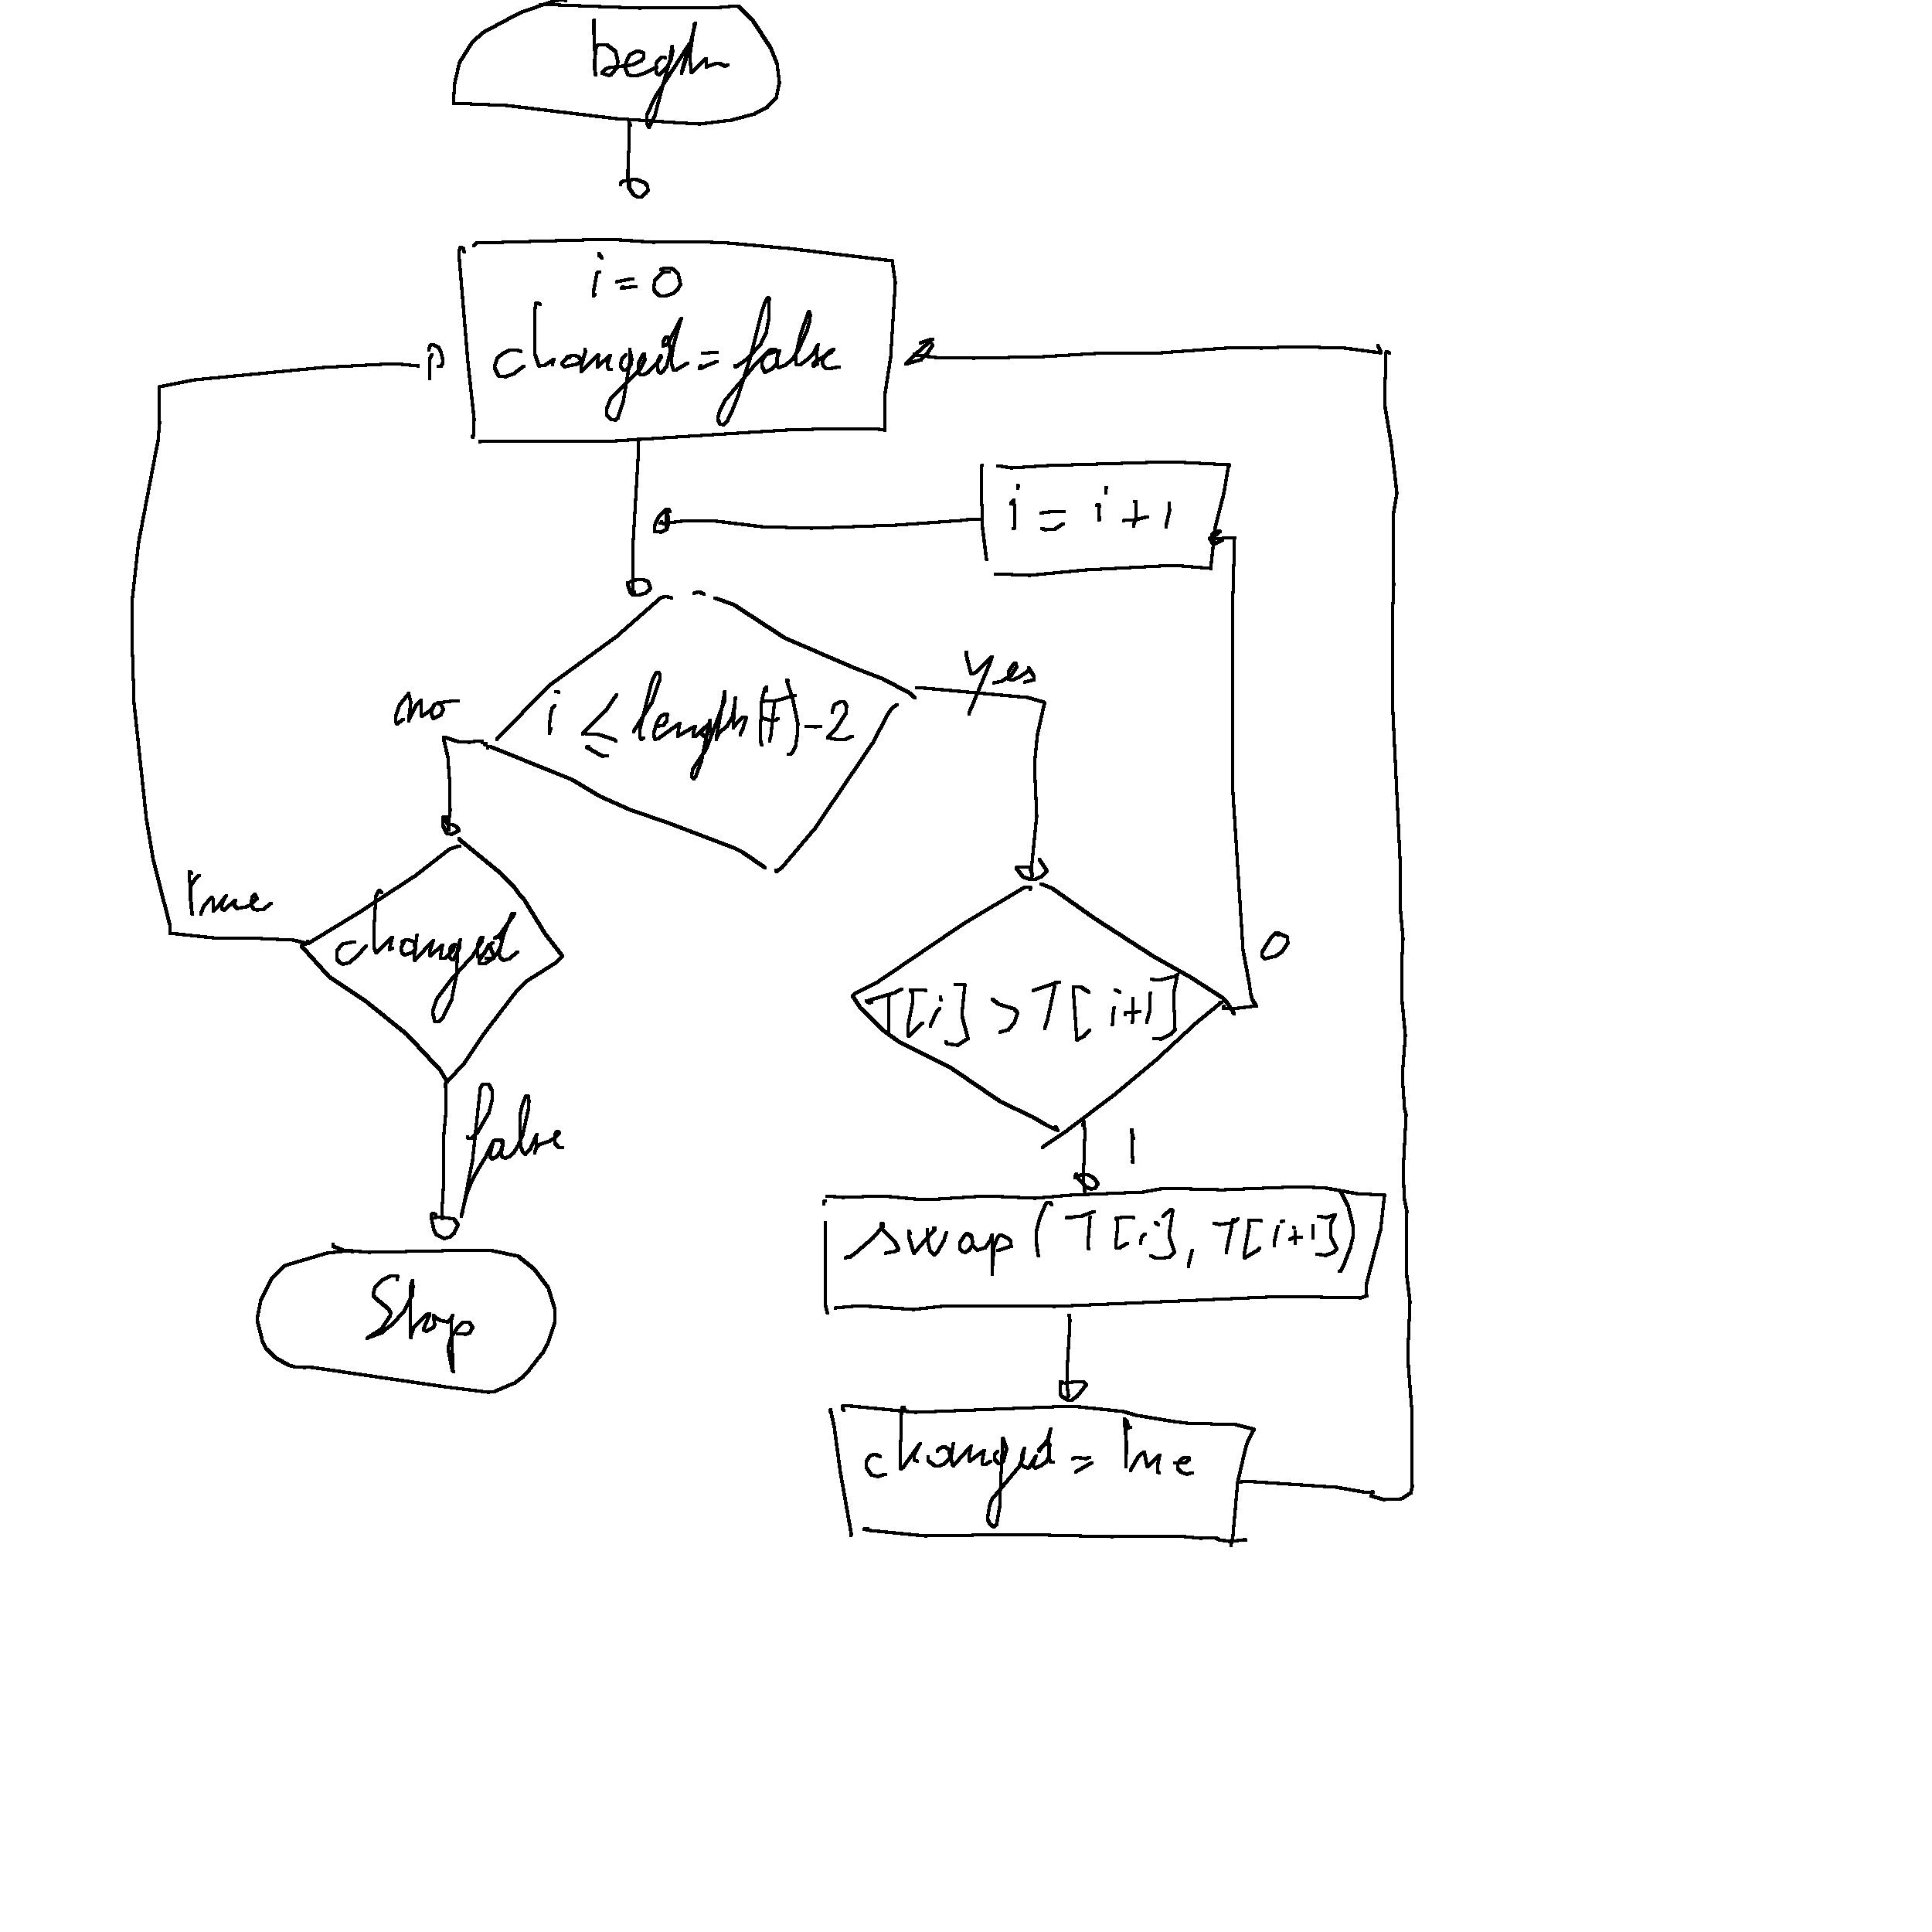 begin
i=0
changed=false
i=i+1
i ≤ length(T)-2
yes
no
true
changed
T[i]>T[i+1]
0
false
1
swap(T[i],T[i+1])
Stop
changed=true